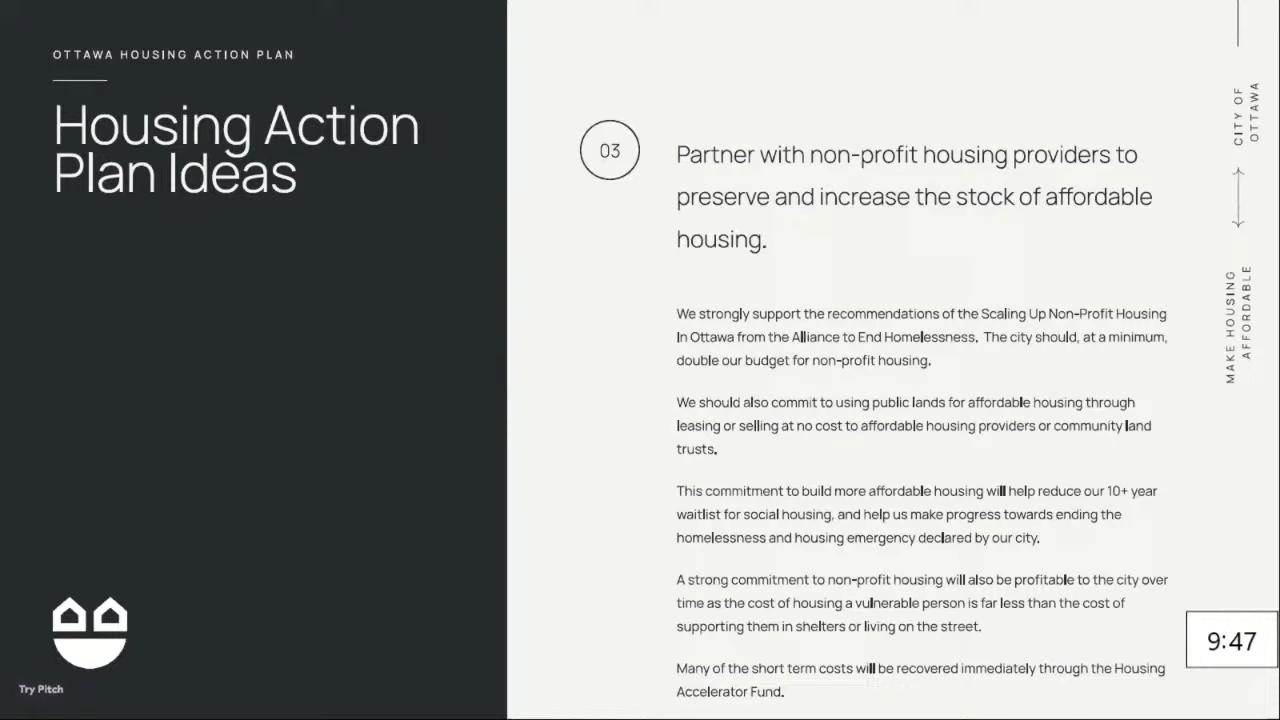 OTTAWA HOUSING ACTION PLAN
Housing Action
Plan Ideas
03
Partner with non-profit housing providers to
preserve and increase the stock of affordable
housing.
We strongly support the recommendations of the Scaling Up Non-Profit Housing
In Ottawa from the Alliance to End Homelessness. The city should, at a minimum,
double our budget for non-profit housing.
We should also commit to using public lands for affordable housing through
leasing or selling at no cost to affordable housing providers or community land
trusts.
This commitment to build more affordable housing will help reduce our 10+ year
waitlist for social housing, and help us make progress towards ending the
homelessness and housing emergency declared by our city.
A strong commitment to non-profit housing will also be profitable to the city over
time as the cost of housing a vulnerable person is far less than the cost of
supporting them in shelters or living on the street.
Many of the short term costs will be recovered immediately through the Housing
Accelerator Fund.
CITY OF
OTTAWA
MAKE HOUSING
AFFORDABLE
9:47
Try Pitch